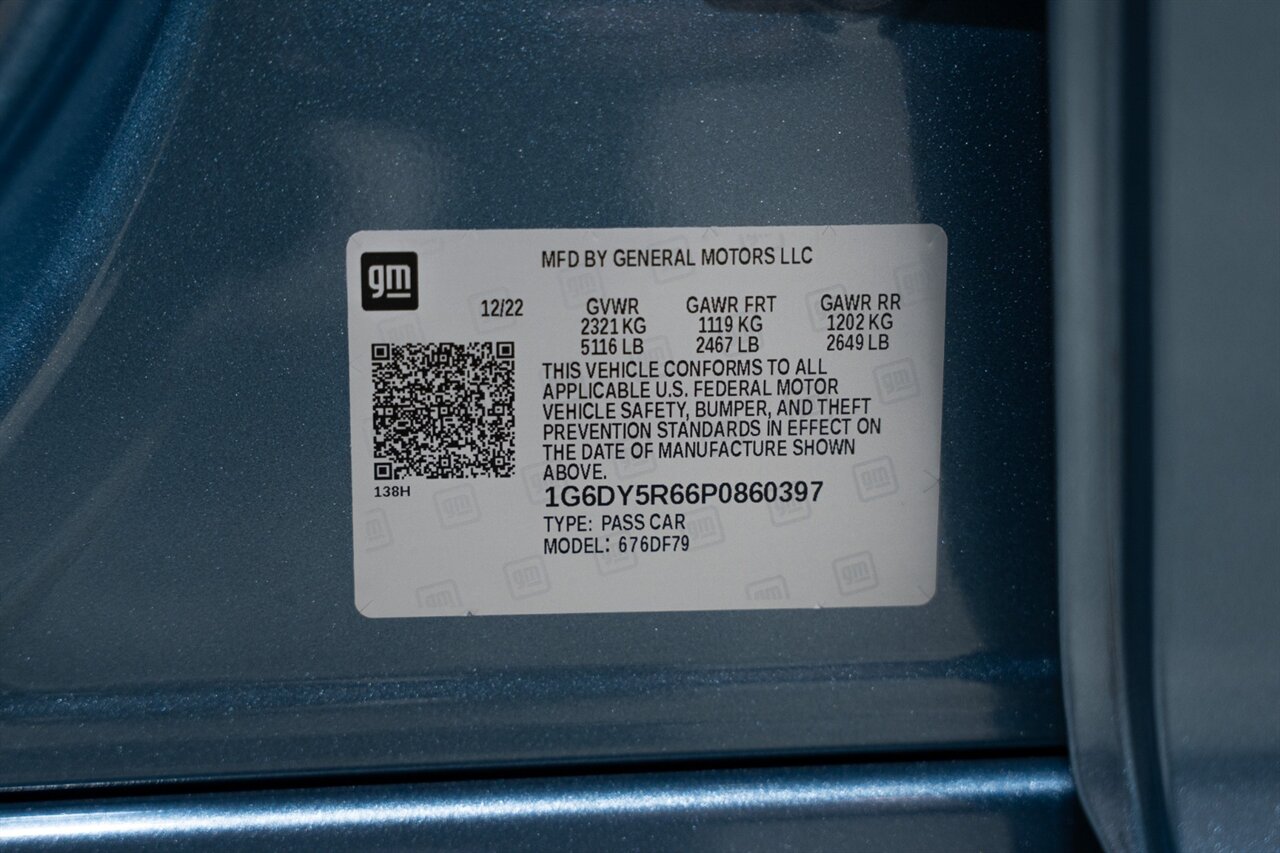 gm
MFD BY GENERAL MOTORS LLC
12/22 GVWR GAWR FRT GAWR RR
2321 KG 1119 KG 1202 KG
5116 LB 2467 LB 2649 LB
THIS VEHICLE CONFORMS TO ALL
APPLICABLE U.S. FEDERAL MOTOR
VEHICLE SAFETY, BUMPER, AND THEFT
PREVENTION STANDARDS IN EFFECT ON
THE DATE OF MANUFACTURE SHOWN
ABOVE.
138H
1G6DY5R66P0860397
TYPE: PASS CAR
MODEL: 676DF79